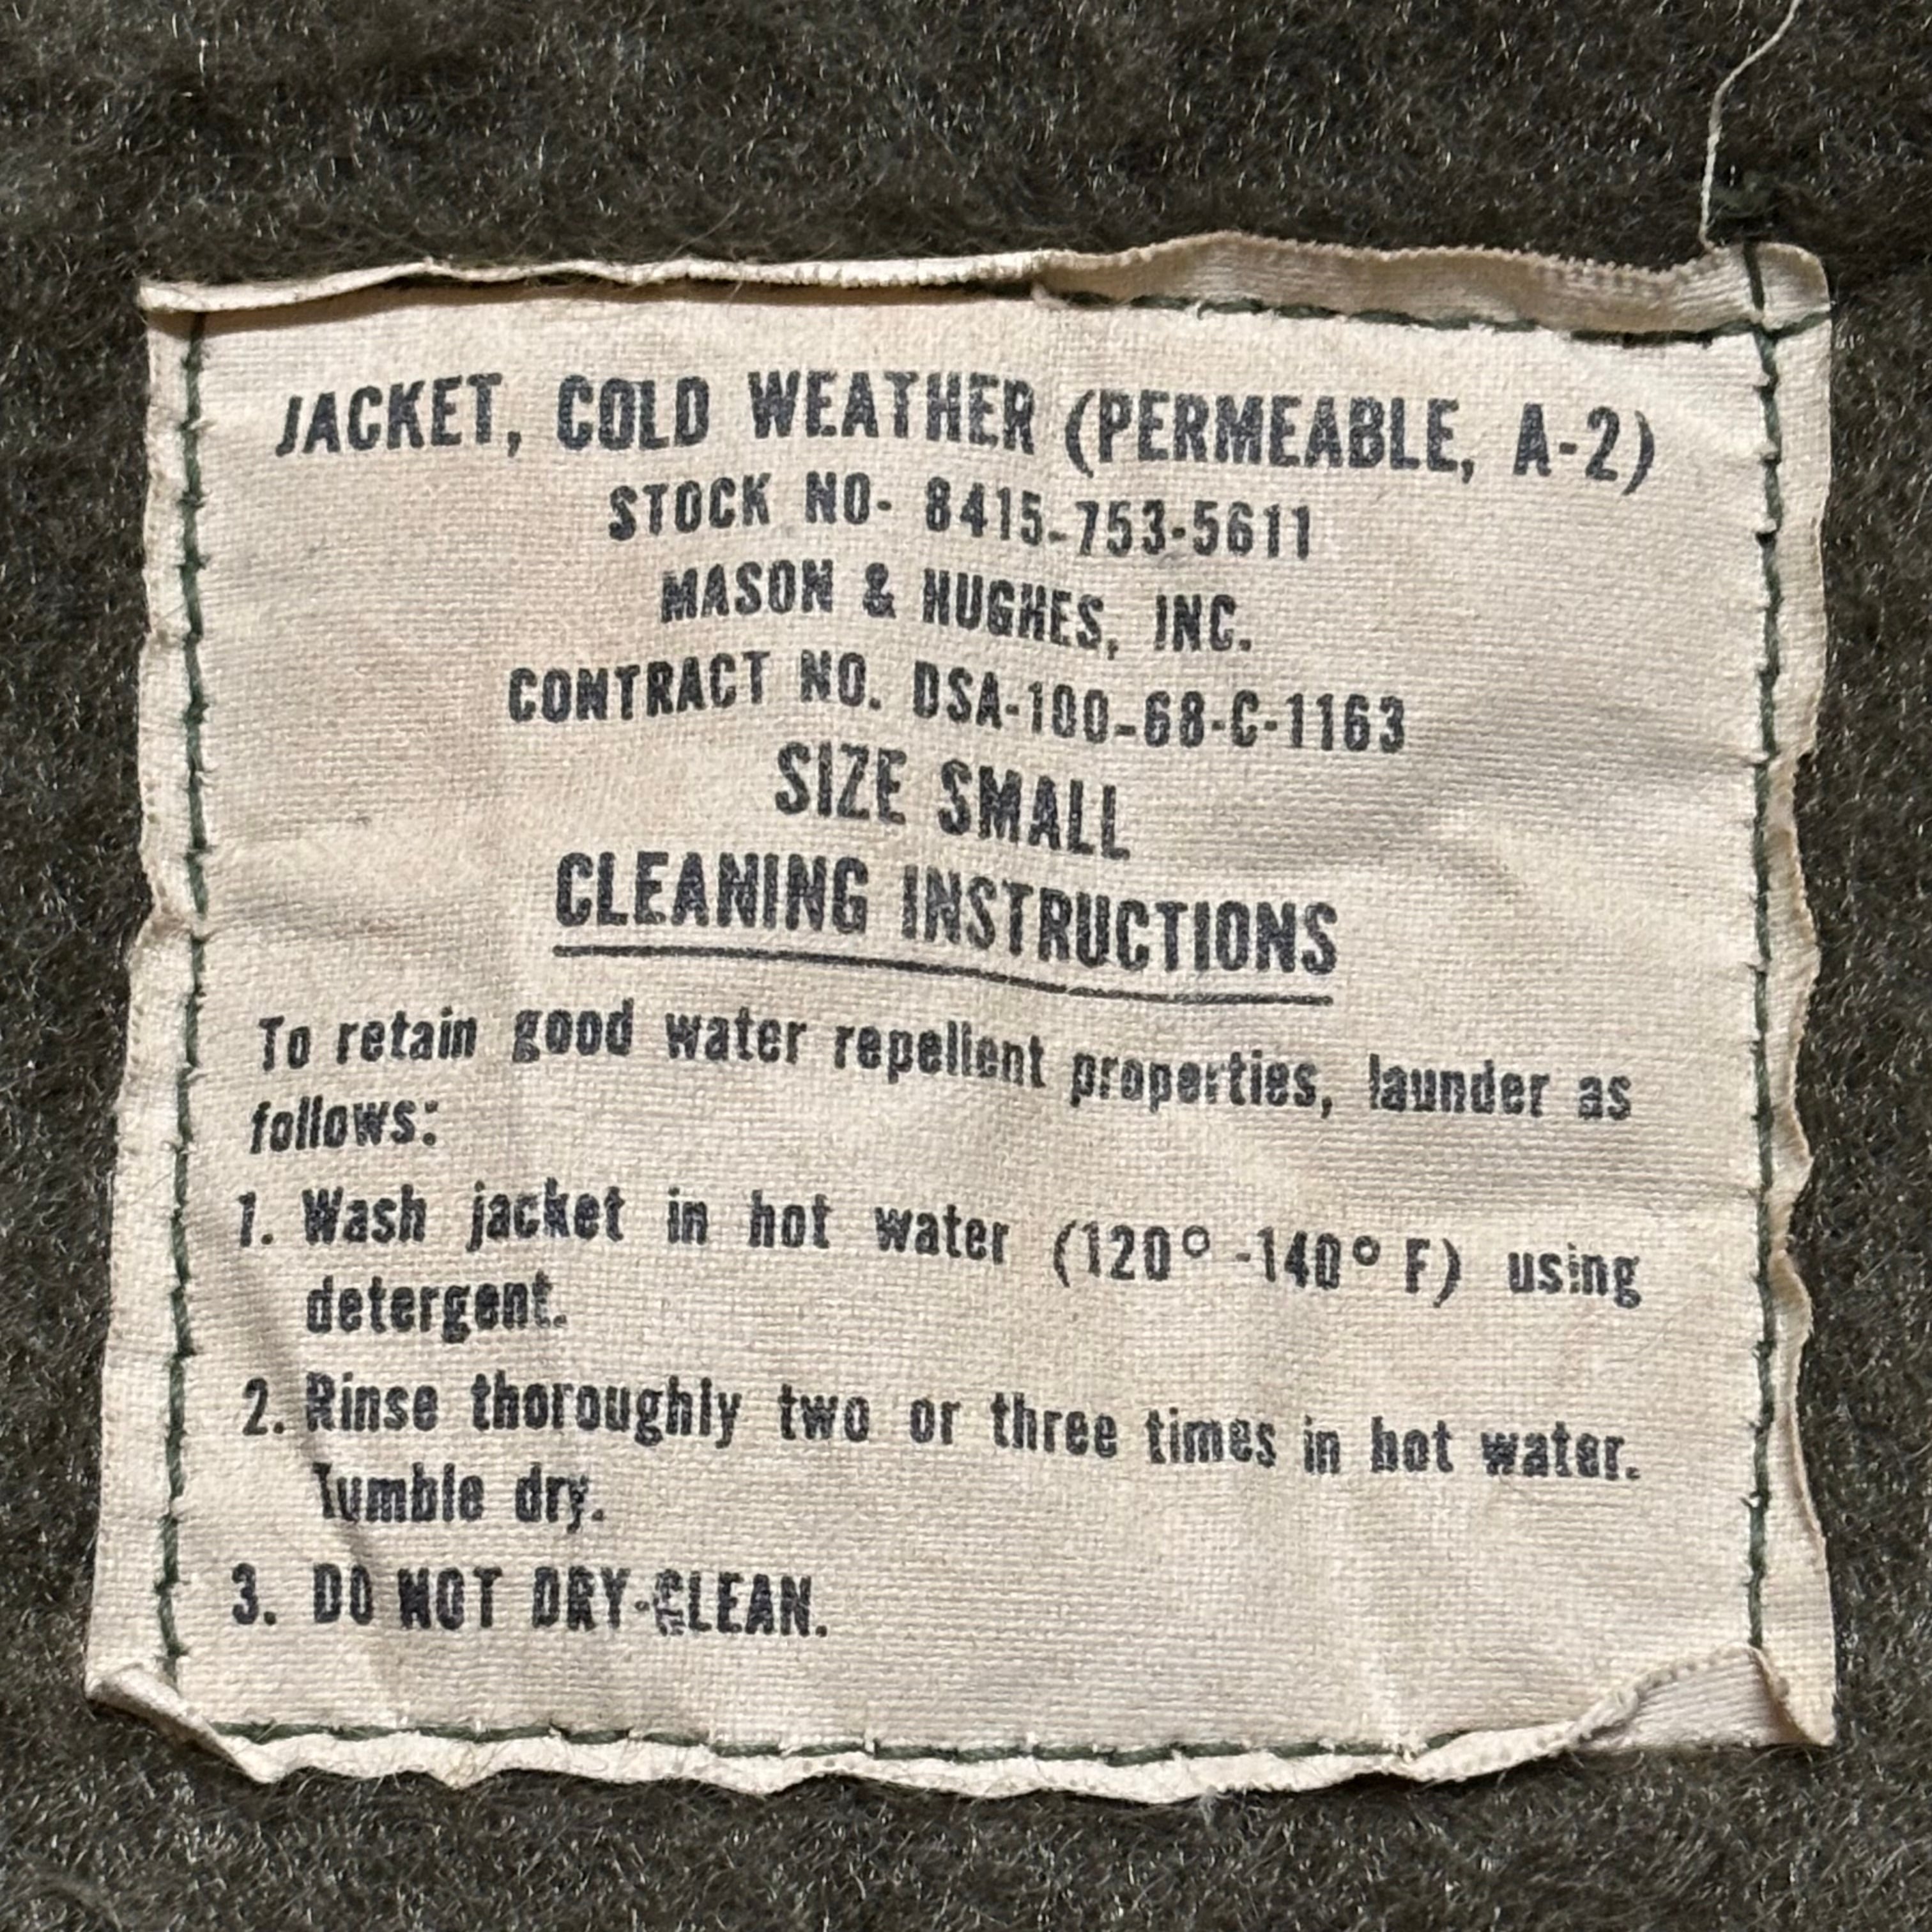 JACKET, COLD WEATHER (PERMEABLE, A-2)
STOCK NO- 8415-753-5611
MASON & HUGHES, INC.
CONTRACT NO. DSA-100-68-C-1163
SIZE SMALL
CLEANING INSTRUCTIONS
To retain good water repellent properties, launder as
follows:
1. Wash jacket in hot water (120° -140° F) using
detergent.
2. Rinse thoroughly two or three times in hot water.
Tumble dry.
3. DO NOT DRY-CLEAN.